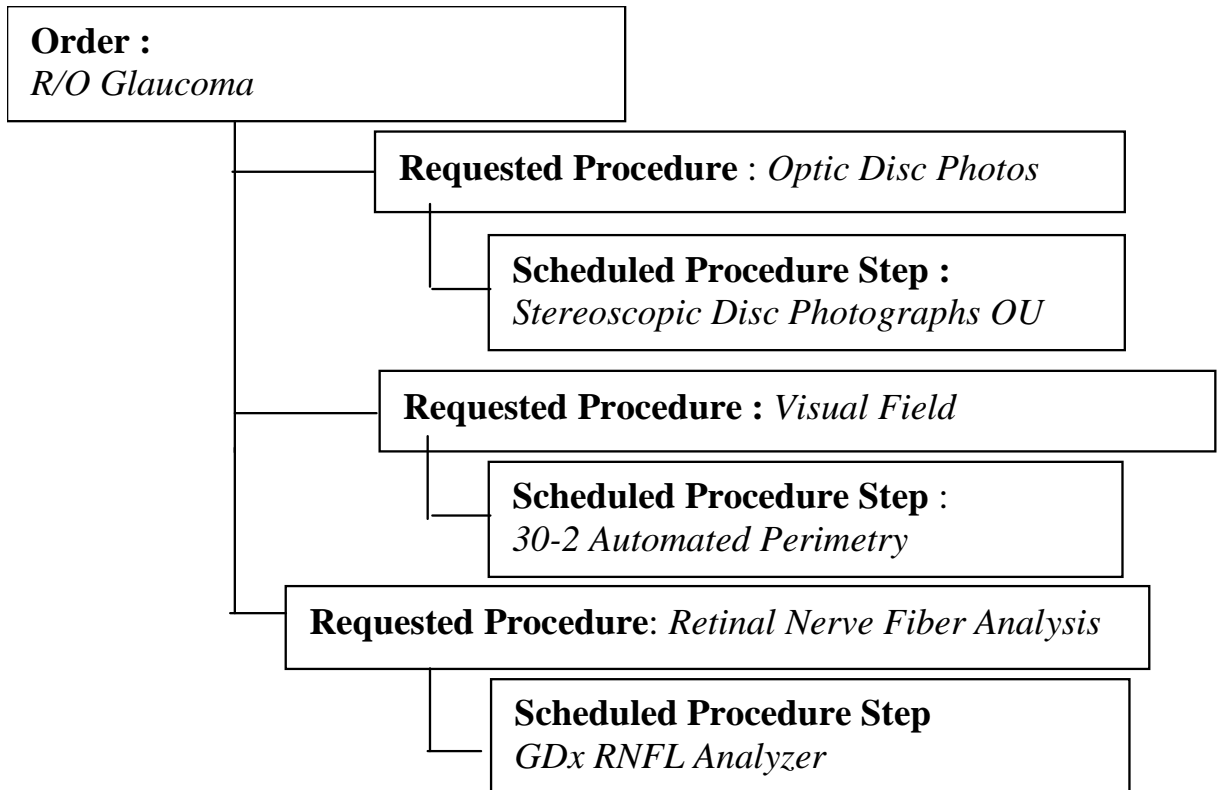 Order :
R/O Glaucoma
Requested Procedure : Optic Disc Photos
Scheduled Procedure Step :
Stereoscopic Disc Photographs OU
Requested Procedure : Visual Field
Scheduled Procedure Step :
30-2 Automated Perimetry
Requested Procedure: Retinal Nerve Fiber Analysis
Scheduled Procedure Step
GDx RNFL Analyzer